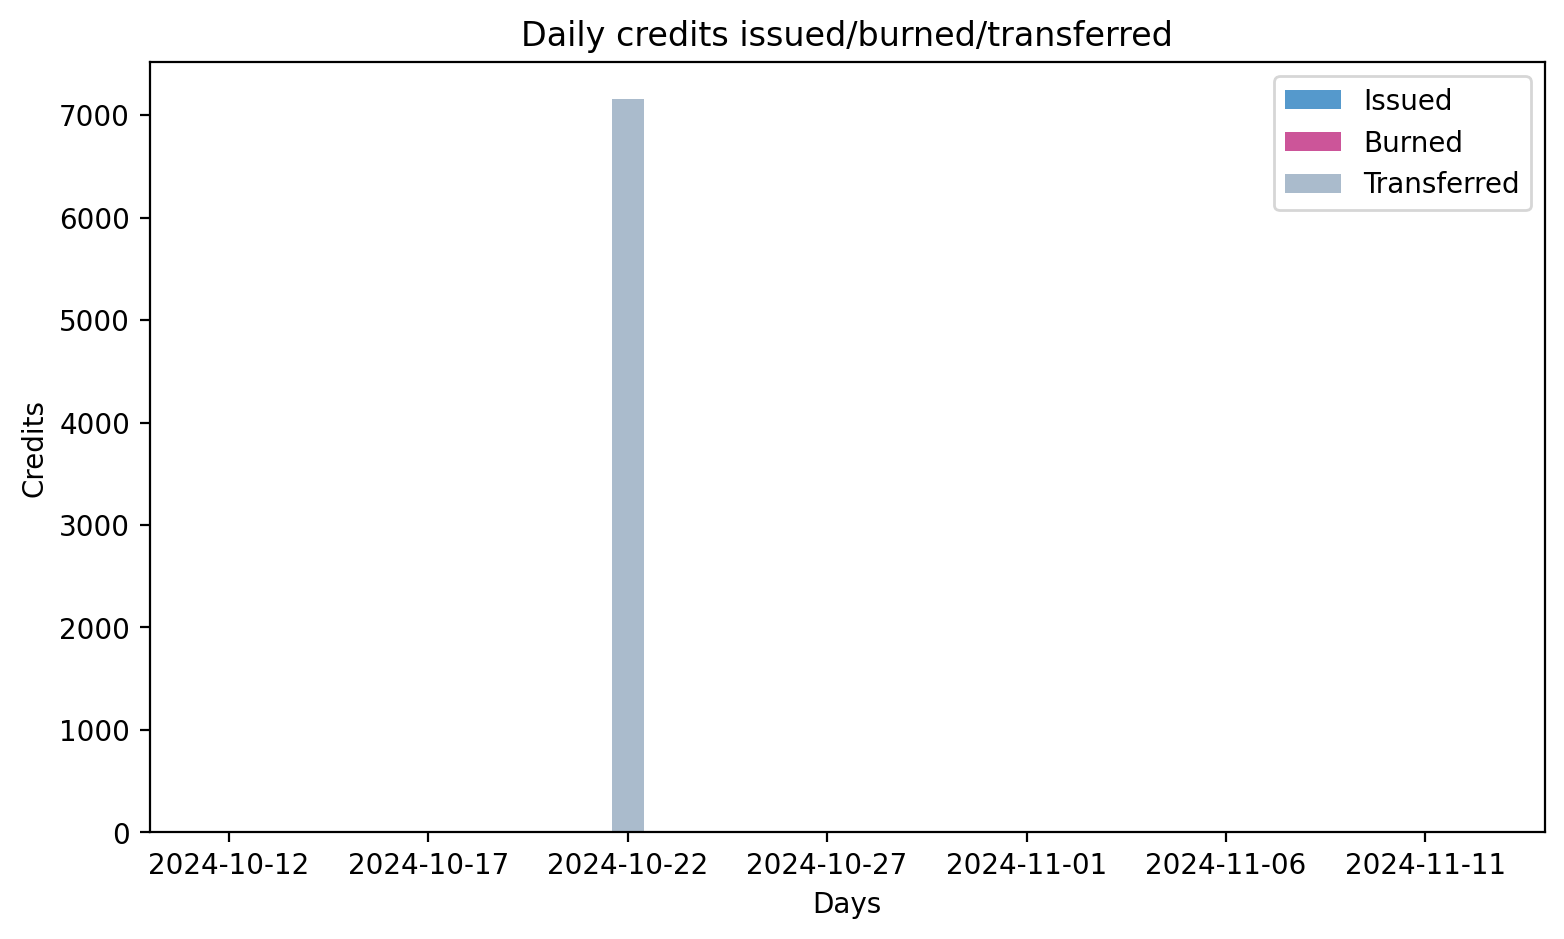 Daily credits issued/burned/transferred
Issued
Burned
Transferred
7000
6000
5000
4000
3000
2000
1000
0
Credits
2024-10-12
2024-10-17
2024-10-22
2024-10-27
2024-11-01
2024-11-06
2024-11-11
Days